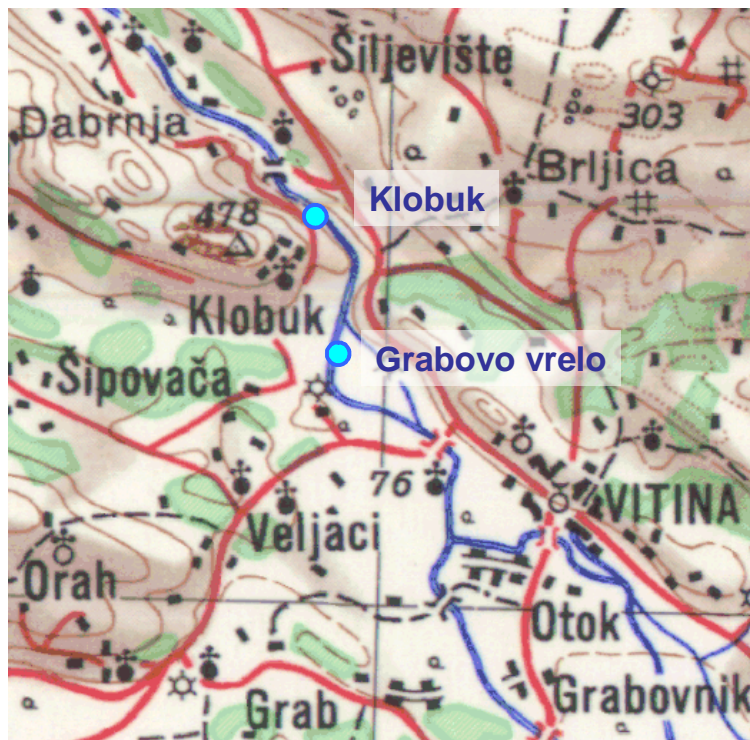 Šiljevište
303
Dabrnja
Brljica
Klobuk
478
Klobuk
Grabovo vrelo
Šipovača
76
VITINA
Veljaci
Orah
Otok
Grabovnik
Grab